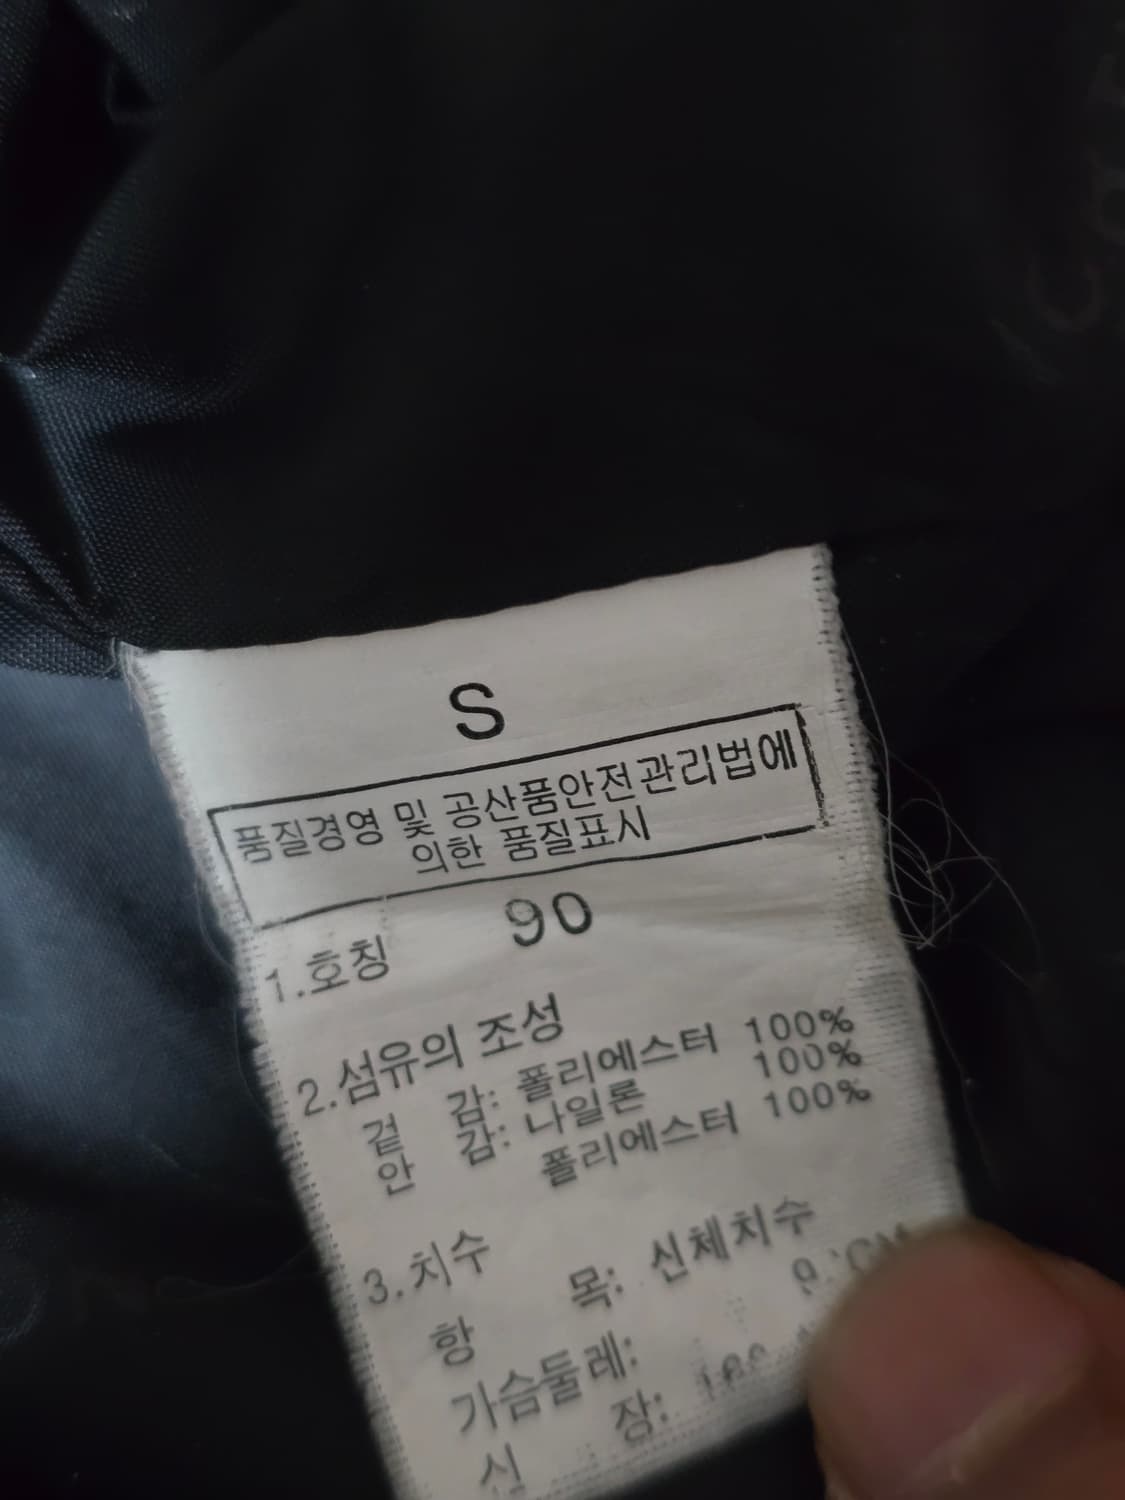 S
품질경영 및 공산품안전관리법에
의한 품질표시
1.호칭 90
2.섬유의 조성
겉 감: 폴리에스터 100%
안 감: 나일론 100%
폴리에스터 100%
3.치수
항 목: 신체치수
가슴둘레:
신 장: